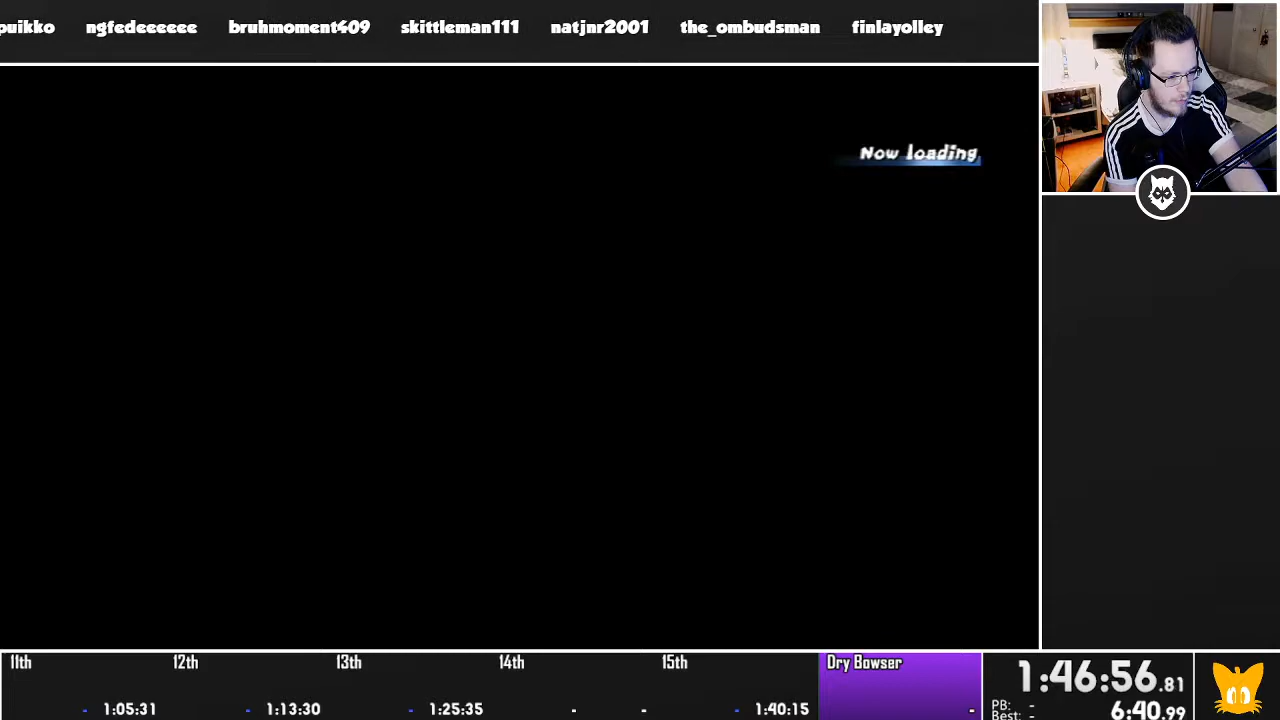 puikko ngfedeeeeee bruhmoment409 skittleman111 natjnr2001 the_ombudsman finlayolley
Now loading
11th 12th 13th 14th 15th Dry Bowser
- 1:05:31 - 1:13:30 - 1:25:35 - - - 1:40:15 -
1:46:56.81
PB: -
Best: - 6:40.99